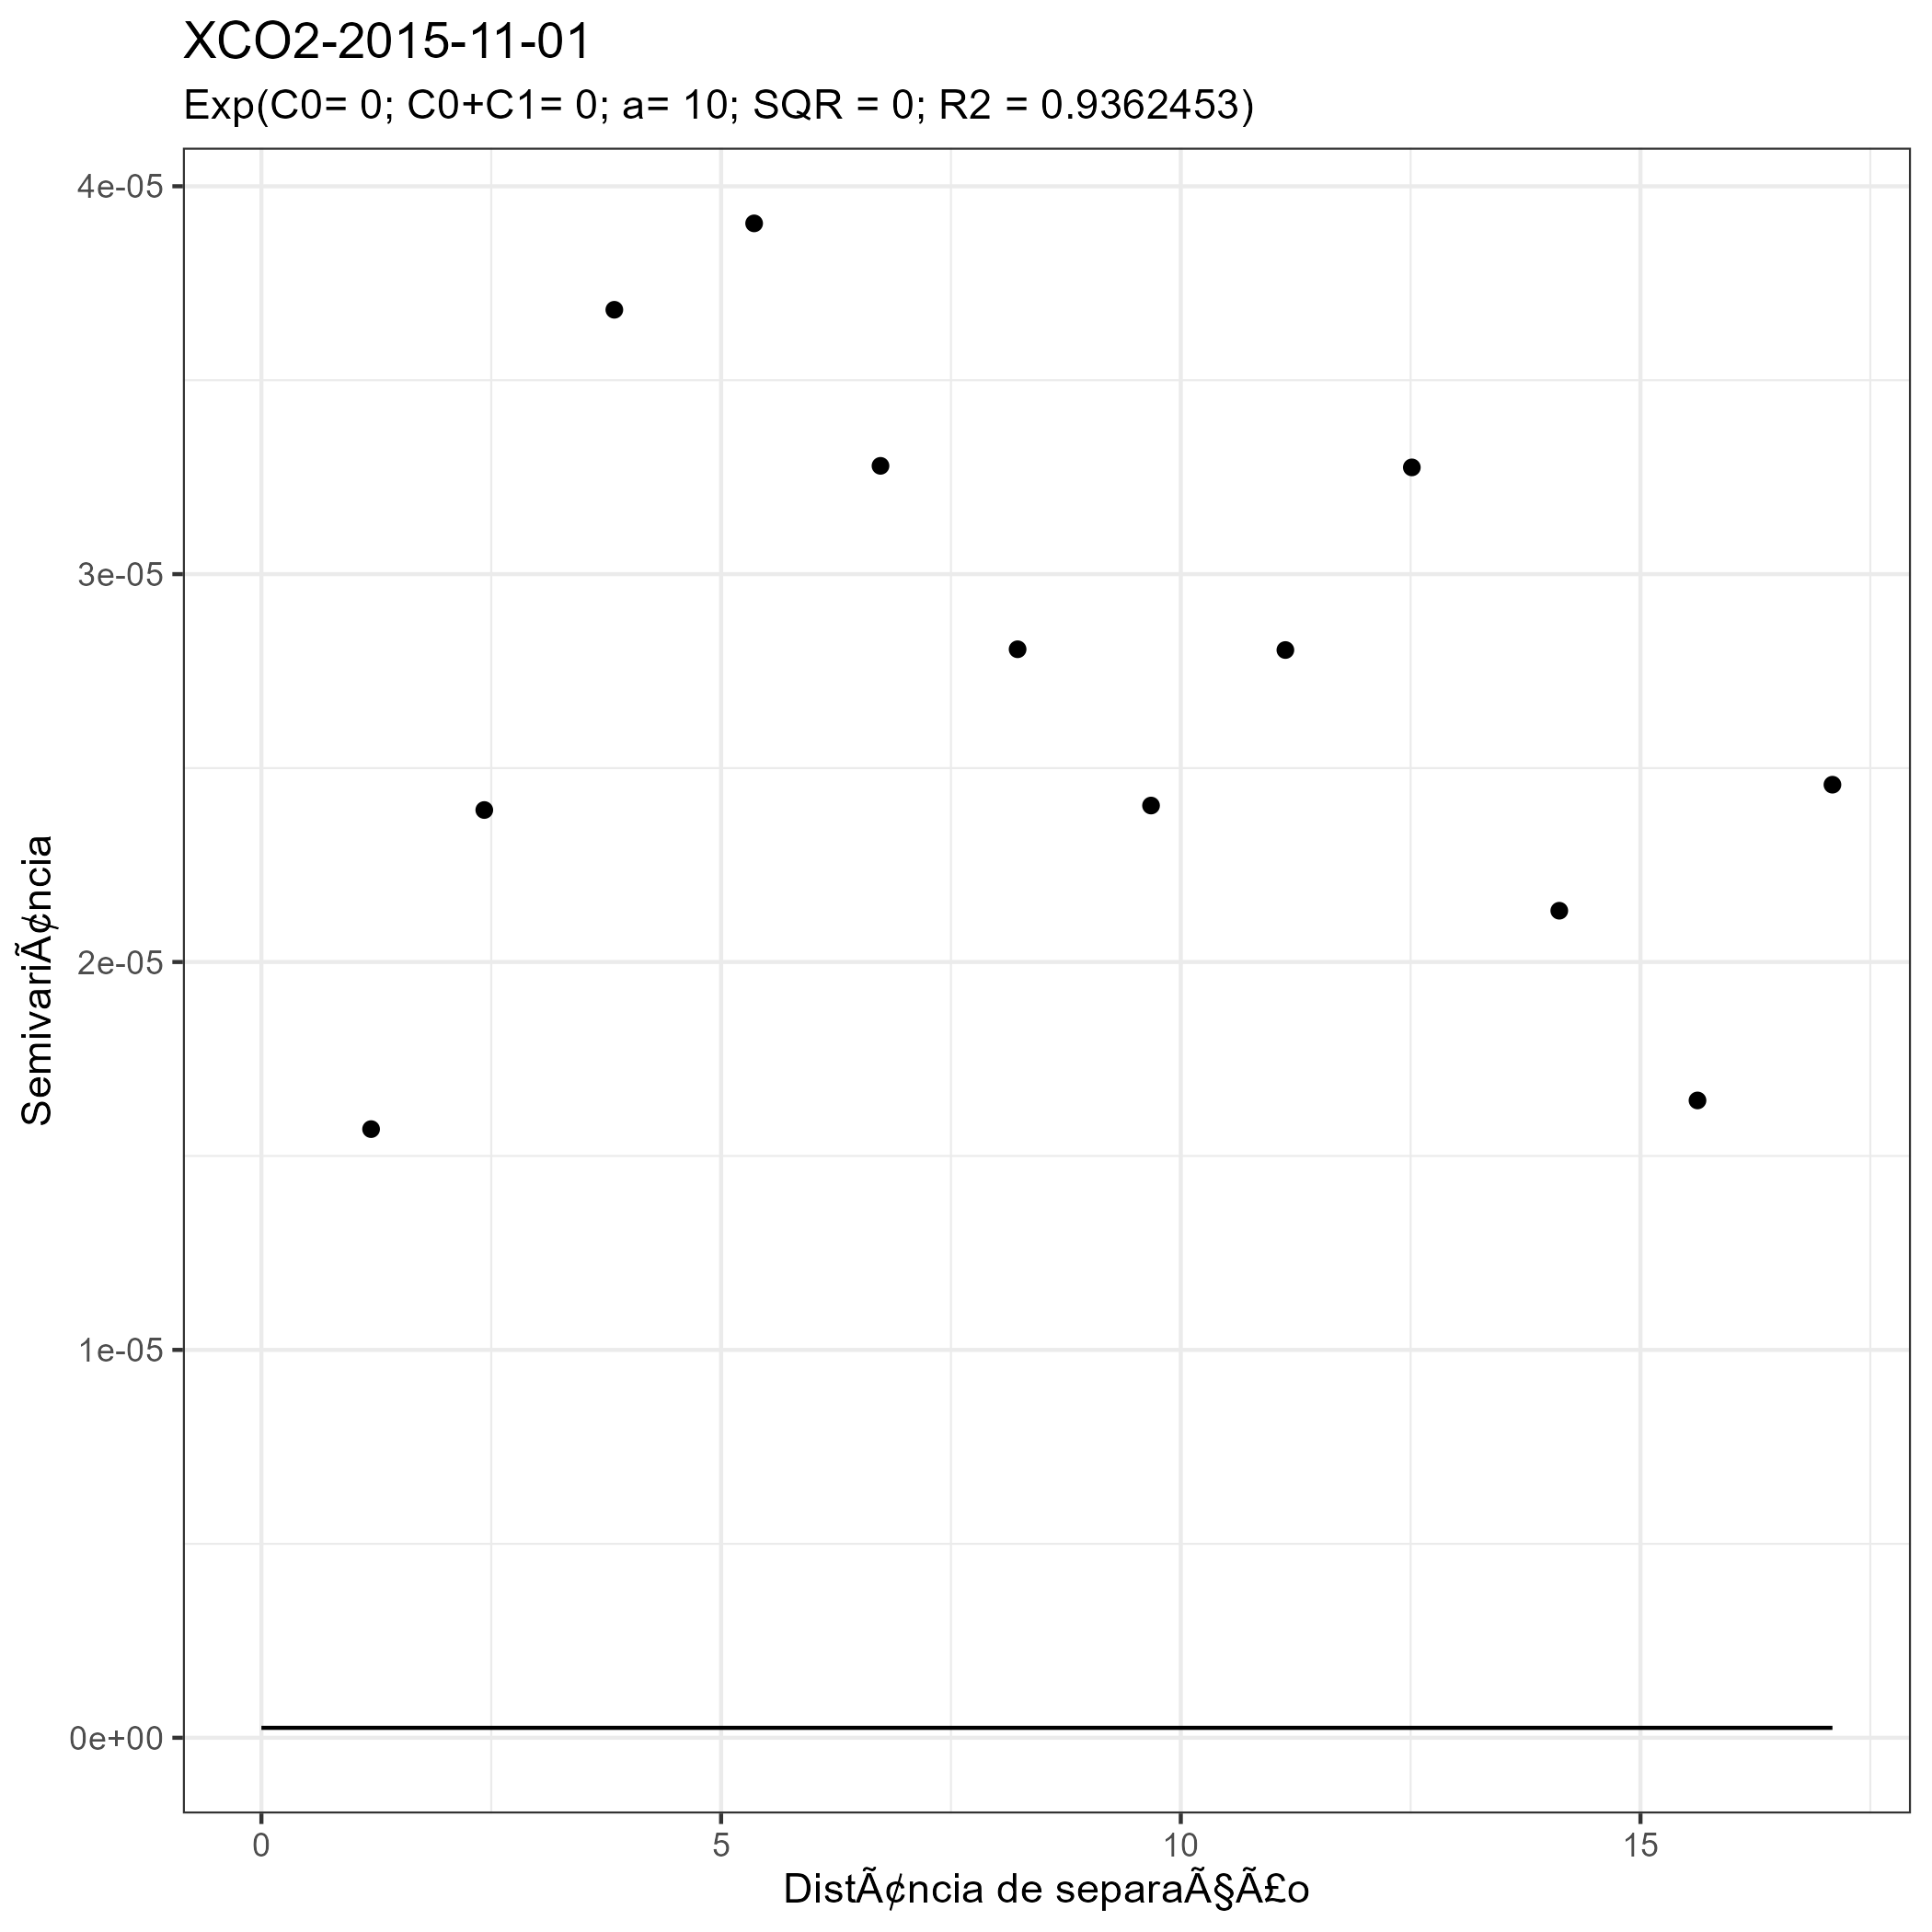 XCO2-2015-11-01
Exp(C0= 0; C0+C1= 0; a= 10; SQR = 0; R2 = 0.9362453)
4e-05
3e-05
2e-05
1e-05
0e+00
SemivariÃ¢ncia
0
5
10
15
DistÃ¢ncia de separaÃ§Ã£o